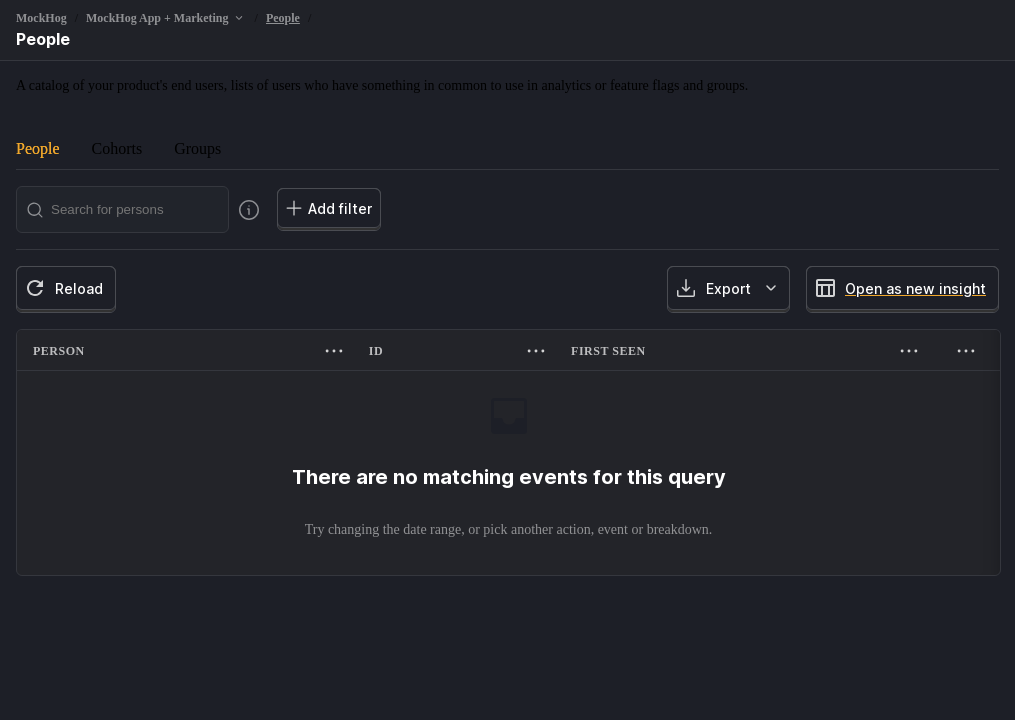 MockHog / MockHog App + Marketing / People /
People
A catalog of your product's end users, lists of users who have something in common to use in analytics or feature flags and groups.
People Cohorts Groups
Search for persons Add filter
Reload Export Open as new insight
PERSON ID FIRST SEEN
There are no matching events for this query
Try changing the date range, or pick another action, event or breakdown.